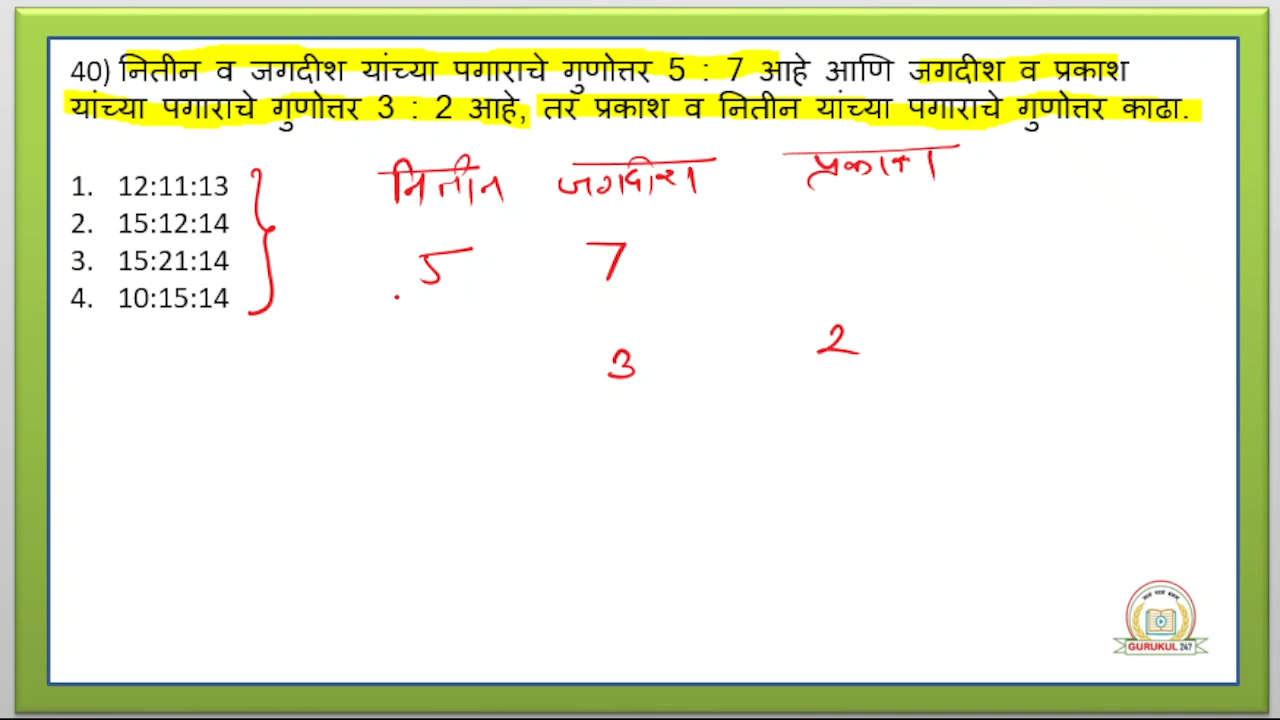 40) नितीन व जगदीश यांच्या पगाराचे गुणोत्तर 5 : 7 आहे आणि जगदीश व प्रकाश
यांच्या पगाराचे गुणोत्तर 3 : 2 आहे, तर प्रकाश व नितीन यांच्या पगाराचे गुणोत्तर काढा.
1. 12:11:13
2. 15:12:14
3. 15:21:14
4. 10:15:14
नितीन जगदीश प्रकाश
5 7
3 2
GURUKUL 247